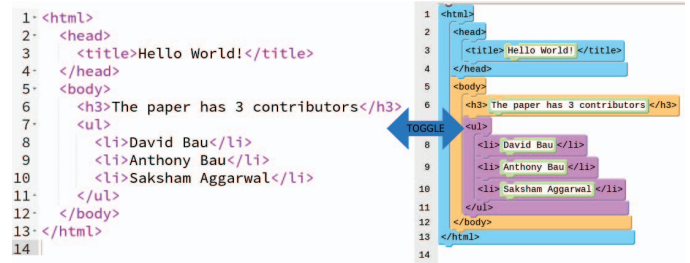 1 <html>
2 <head>
3 <title>Hello World!</title>
4 </head>
5 <body>
6 <h3>The paper has 3 contributors</h3>
7 <ul>
8 <li>David Bau</li>
9 <li>Anthony Bau</li>
10 <li>Saksham Aggarwal</li>
11 </ul>
12 </body>
13 </html>
14
TOGGLE
1 <html>
2 <head>
3 <title> Hello World! </title>
4 </head>
5 <body>
6 <h3> The paper has 3 contributors </h3>
7 <ul>
8 <li> David Bau </li>
9 <li> Anthony Bau </li>
10 <li> Saksham Aggarwal </li>
11 </ul>
12 </body>
13 </html>
14